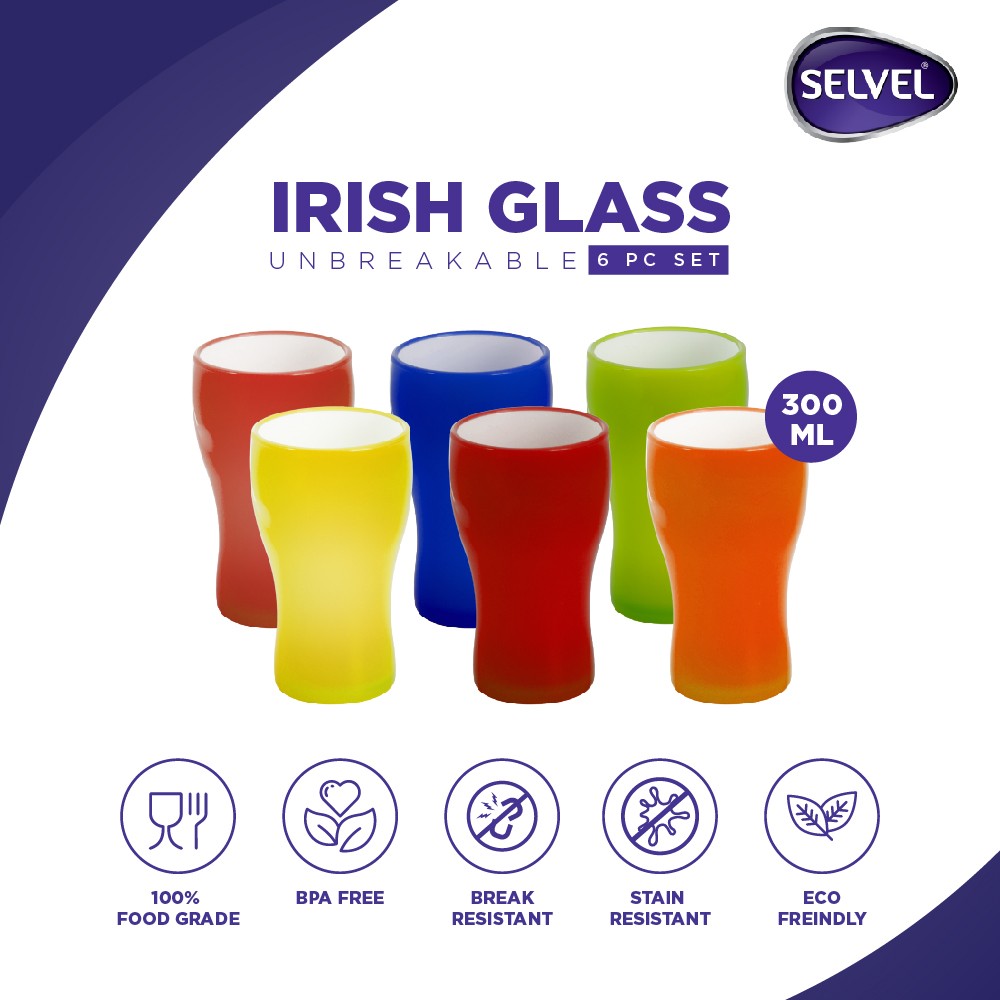 SELVEL®
IRISH GLASS
UNBREAKABLE 6 PC SET
300
ML
100%
FOOD GRADE
BPA FREE
BREAK
RESISTANT
STAIN
RESISTANT
ECO
FREINDLY